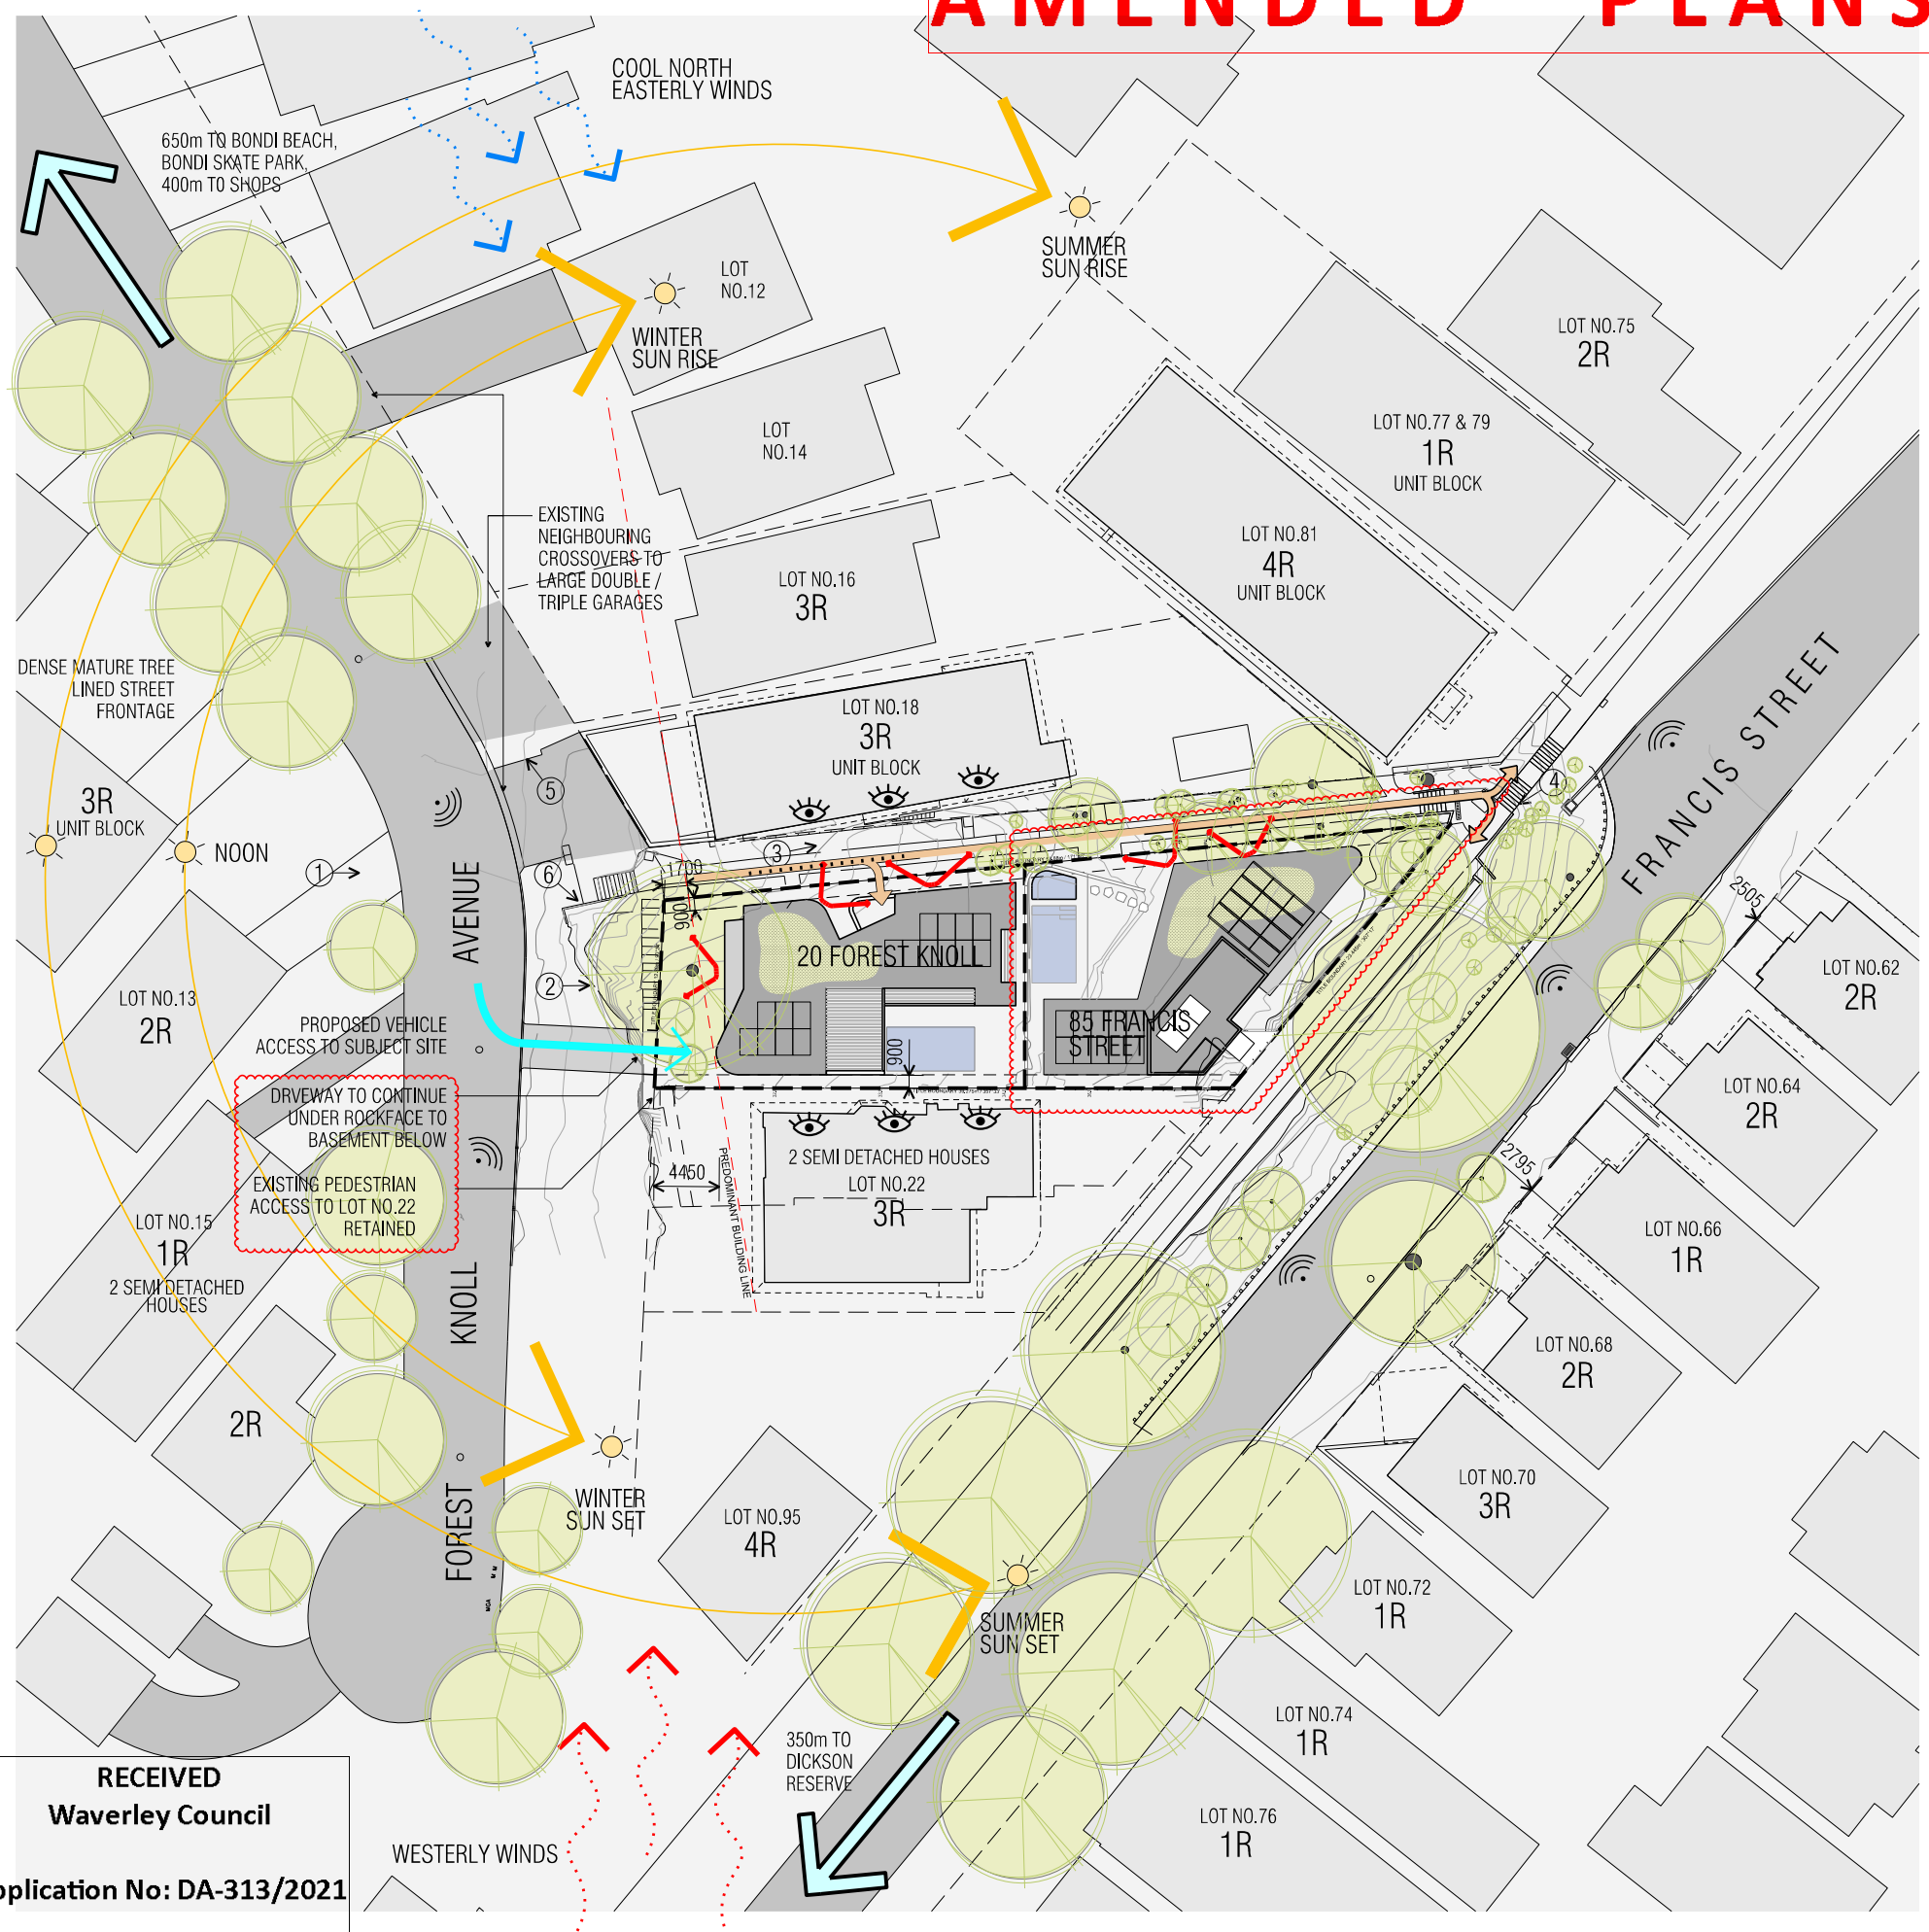 AMENDED PLANS
COOL NORTH
EASTERLY WINDS
650m TO BONDI BEACH,
BONDI SKATE PARK,
400m TO SHOPS
LOT
NO.12
WINTER
SUN RISE
SUMMER
SUN RISE
LOT NO.75
2R
LOT
NO.14
LOT NO.77 & 79
1R
UNIT BLOCK
EXISTING
NEIGHBOURING
CROSSOVERS TO
LARGE DOUBLE /
TRIPLE GARAGES
LOT NO.81
4R
UNIT BLOCK
LOT NO.16
3R
DENSE MATURE TREE
LINED STREET
FRONTAGE
LOT NO.18
3R
UNIT BLOCK
FRANCIS STREET
3R
UNIT BLOCK
NOON
1
2
3
4
5
6
1700
900
20 FOREST KNOLL
85 FRANCIS
STREET
900
2505
LOT NO.62
2R
LOT NO.13
2R
PROPOSED VEHICLE
ACCESS TO SUBJECT SITE
DRVEWAY TO CONTINUE
UNDER ROCKFACE TO
BASEMENT BELOW
EXISTING PEDESTRIAN
ACCESS TO LOT NO.22
RETAINED
LOT NO.64
2R
2795
2 SEMI DETACHED HOUSES
LOT NO.22
3R
4450
PREDOMINANT BUILDING LINE
LOT NO.15
1R
2 SEMI DETACHED
HOUSES
LOT NO.66
1R
FOREST KNOLL AVENUE
LOT NO.68
2R
2R
LOT NO.70
3R
WINTER
SUN SET
LOT NO.95
4R
LOT NO.72
1R
SUMMER
SUN SET
LOT NO.74
1R
350m TO
DICKSON
RESERVE
LOT NO.76
1R
WESTERLY WINDS
RECEIVED
Waverley Council
pplication No: DA-313/2021